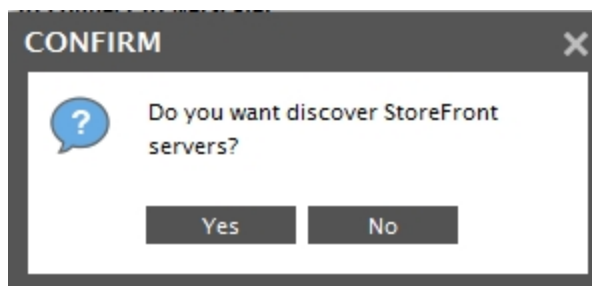 CONFIRM
Do you want discover StoreFront
servers?
Yes
No